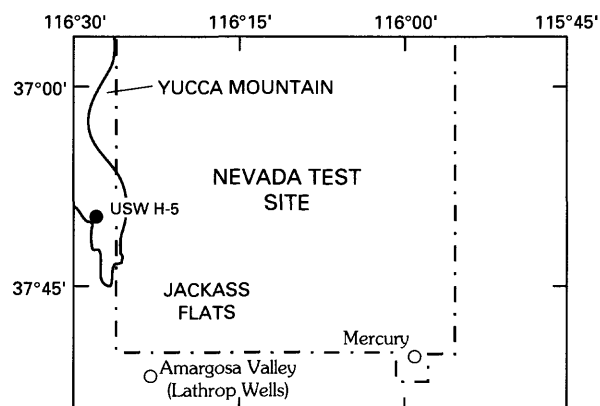 116°30' 116°15' 116°00' 115°45'
37°00'
YUCCA MOUNTAIN
NEVADA TEST
SITE
USW H-5
37°45'
JACKASS
FLATS
Mercury
Amargosa Valley
(Lathrop Wells)